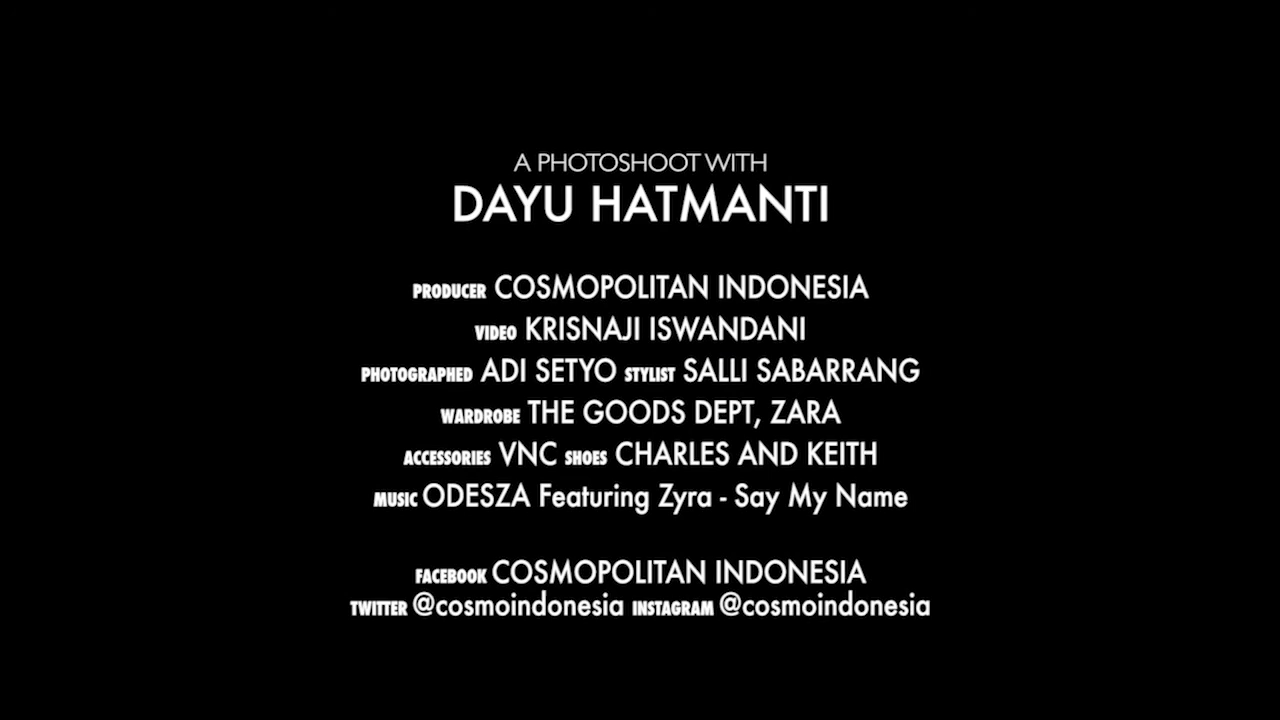 A PHOTOSHOOT WITH
DAYU HATMANTI
PRODUCER COSMOPOLITAN INDONESIA
VIDEO KRISNAJI ISWANDANI
PHOTOGRAPHED ADI SETYO STYLIST SALLI SABARRANG
WARDROBE THE GOODS DEPT, ZARA
ACCESSORIES VNC SHOES CHARLES AND KEITH
MUSIC ODESZA Featuring Zyra - Say My Name
FACEBOOK COSMOPOLITAN INDONESIA
TWITTER @cosmoindonesia INSTAGRAM @cosmoindonesia